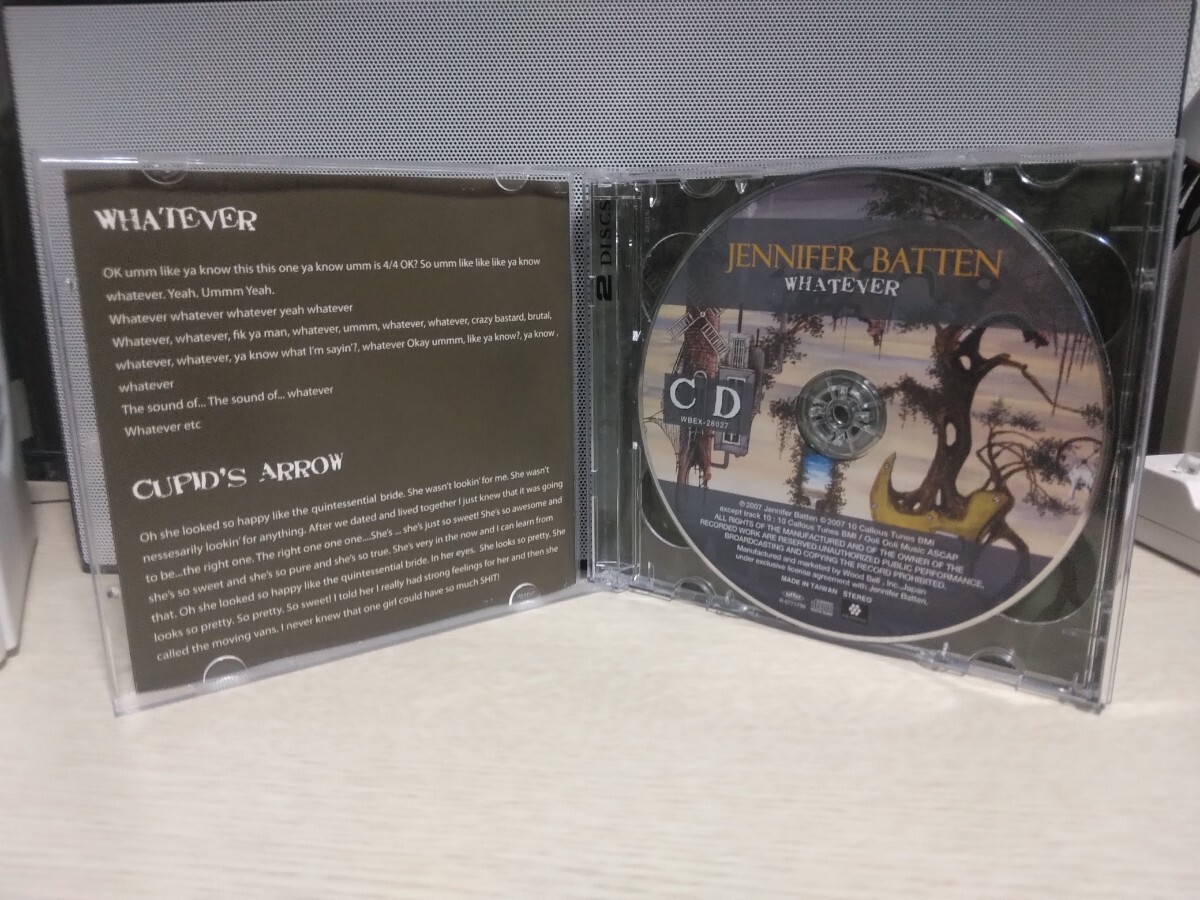 WHATEVER
OK umm like ya know this this one ya know umm is 4/4 OK? So umm like like like ya know
whatever. Yeah. Ummm Yeah.
Whatever whatever whatever yeah whatever
Whatever, whatever, fik ya man, whatever, ummm, whatever, whatever, crazy bastard, brutal,
whatever, whatever, ya know what I'm sayin'?, whatever Okay ummm, like ya know?, ya know .
whatever
The sound of... The sound of... whatever
Whatever etc
CUPID'S ARROW
Oh she looked so happy like the quintessential bride. She wasn't lookin' for me. She wasn't
nessesarily lookin' for anything. After we dated and lived together I just knew that it was going
to be...the right one. The right one one one....She's ... she's just so sweet! She's so awesome and
she's so sweet and she's so pure and she's so true. She's very in the now and I can learn from
that. Oh she looked so happy like the quintessential bride. In her eyes. She looks so pretty. She
looks so pretty. So pretty. So sweet! I told her I really had strong feelings for her and then she
called the moving vans. I never knew that one girl could have so much SHIT!
2 DISCS
JENNIFER BATTEN
WHATEVER
CD
WBEX-28027
℗2007 Jennifer Batten ©2007 10 Callous Tunes BMI
except track 10 : 10 Callous Tunes BMI / Oo8 Oo6 Music ASCAP
ALL RIGHTS OF THE MANUFACTURED AND OF THE OWNER OF THE
RECORDED WORK ARE RESERVED.UNAUTHORIZED PUBLIC PERFORMANCE,
BROADCASTING AND COPYING THE RECORD PROHIBITED.
Manufactured and marketed by Wood Bell , Inc.,Japan
under exclusive license agreement with Jennifer Batten,
MADE IN TAIWAN STEREO